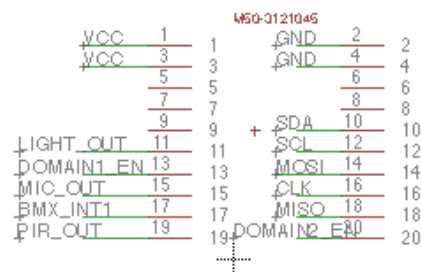 M50-3121045
VCC 1 1 GND 2 2
VCC 3 3 GND 4 4
5 5 6 6
7 7 8 8
9 9 SDA 10 10
LIGHT_OUT 11 11 SCL 12 12
DOMAIN1_EN 13 13 MOSI 14 14
MIC_OUT 15 15 CLK 16 16
BMX_INT1 17 17 MISO 18 18
PIR_OUT 19 19 DOMAIN2_EN 20 20